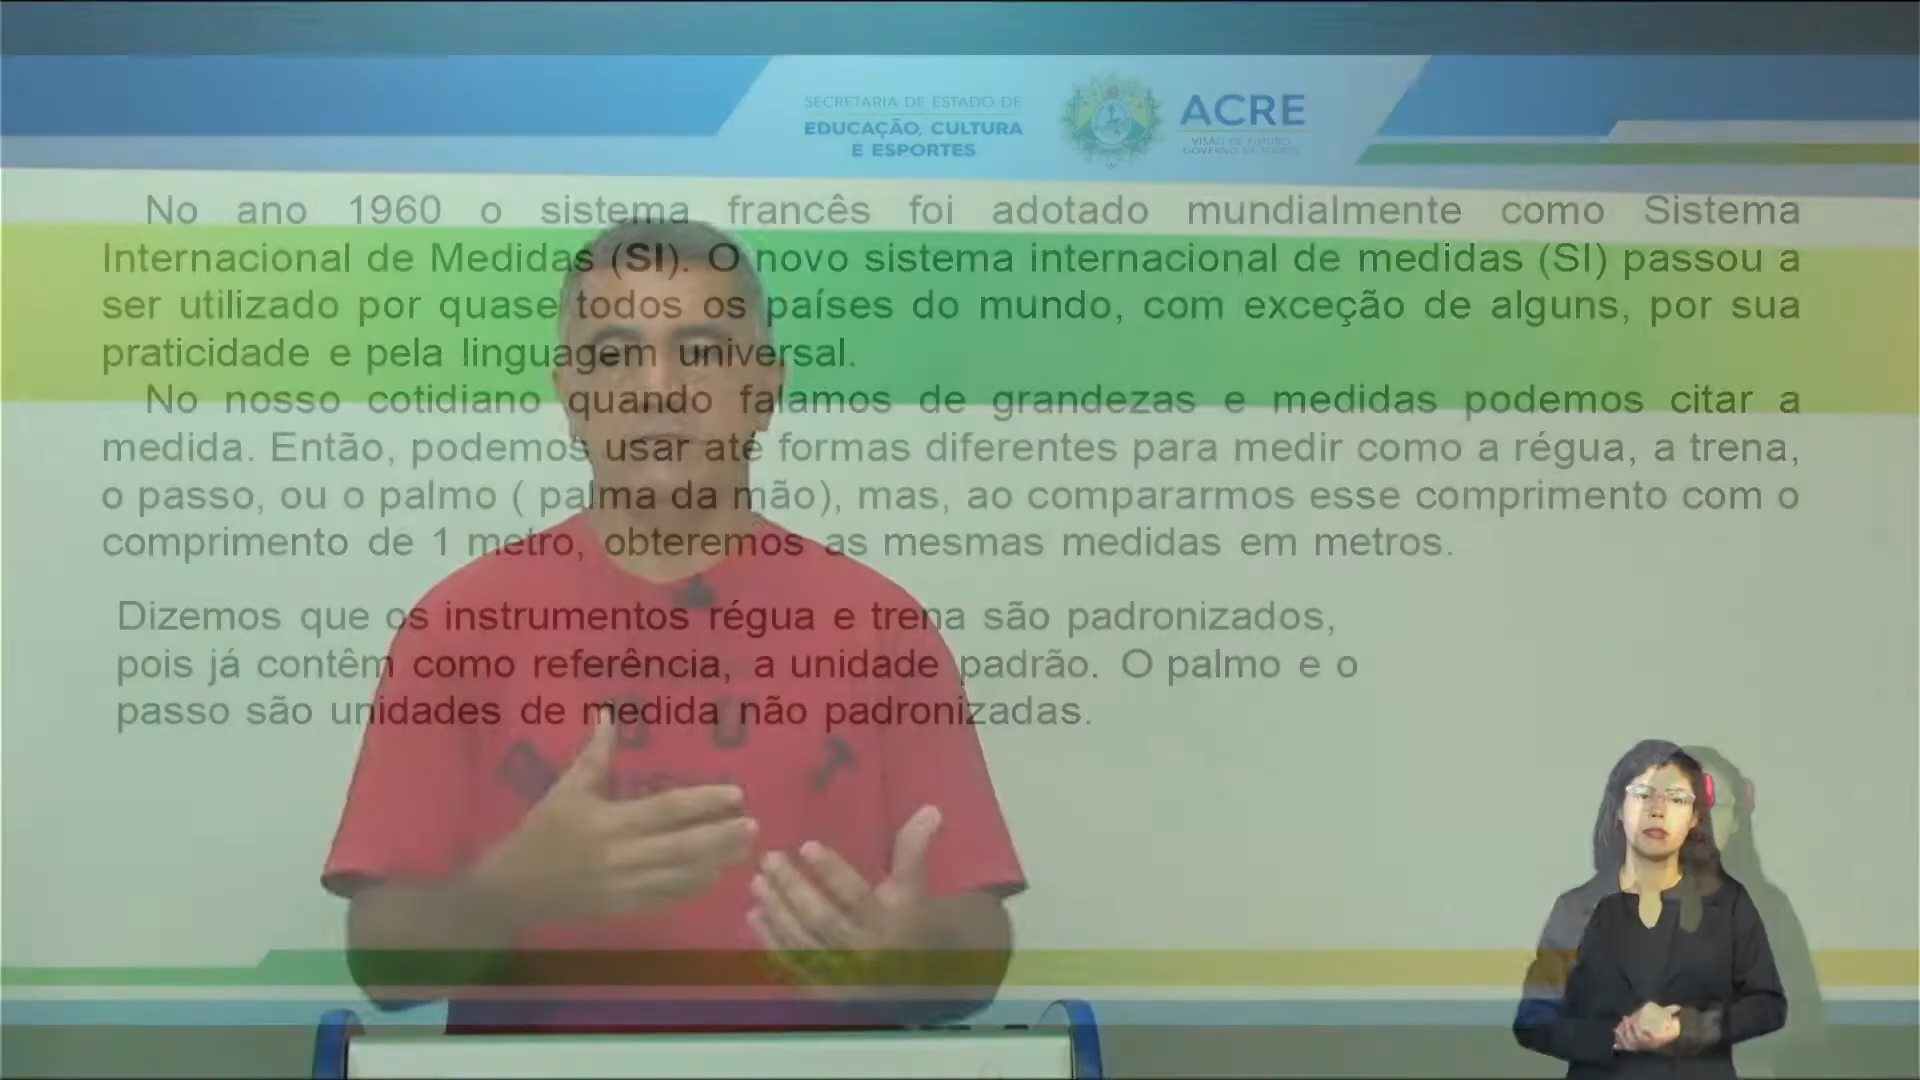 SECRETARIA DE ESTADO DE
EDUCAÇÃO, CULTURA
E ESPORTES
ACRE
VISÃO DE FUTURO
GOVERNO DE TODOS
No ano 1960 o sistema francês foi adotado mundialmente como Sistema
Internacional de Medidas (SI). O novo sistema internacional de medidas (SI) passou a
ser utilizado por quase todos os países do mundo, com exceção de alguns, por sua
praticidade e pela linguagem universal.
No nosso cotidiano quando falamos de grandezas e medidas podemos citar a
medida. Então, podemos usar até formas diferentes para medir como a régua, a trena,
o passo, ou o palmo ( palma da mão), mas, ao compararmos esse comprimento com o
comprimento de 1 metro, obteremos as mesmas medidas em metros.
Dizemos que os instrumentos régua e trena são padronizados,
pois já contêm como referência, a unidade padrão. O palmo e o
passo são unidades de medida não padronizadas.